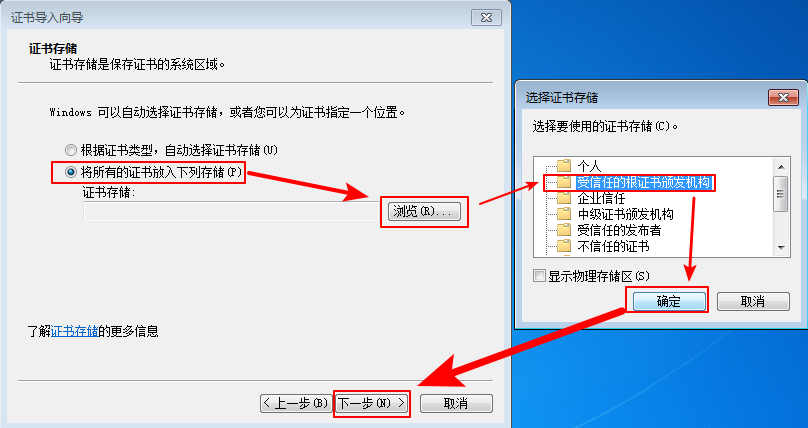 证书导入向导
证书存储
证书存储是保存证书的系统区域。
Windows 可以自动选择证书存储，或者您可以为证书指定一个位置。
根据证书类型，自动选择证书存储(U)
将所有的证书放入下列存储(P)
证书存储:
浏览(R)...
了解证书存储的更多信息
< 上一步(B)
下一步(N) >
取消
选择证书存储
选择要使用的证书存储(C)。
个人
受信任的根证书颁发机构
企业信任
中级证书颁发机构
受信任的发布者
不信任的证书
显示物理存储区(S)
确定
取消